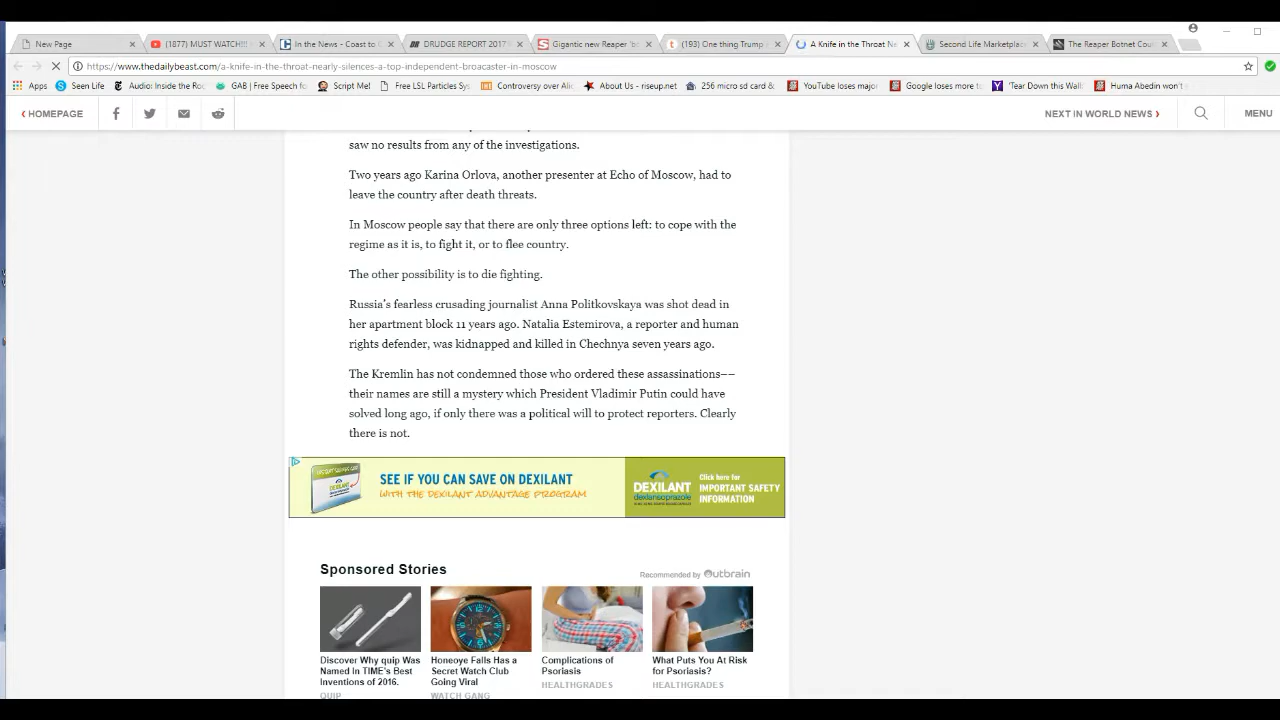 New Page
(1877) MUST WATCH!!!
In the News - Coast to C
DRUDGE REPORT 2017®
Gigantic new Reaper 'bo
(193) One thing Trump
A Knife in the Throat Na
Second Life Marketplace
The Reaper Botnet Coul
https://www.thedailybeast.com/a-knife-in-the-throat-nearly-silences-a-top-independent-broacaster-in-moscow
Apps
Seen Life
Audio: Inside the Roc
GAB | Free Speech fo
Script Me!
Free LSL Particles Sys
Controversy over Alic
About Us - riseup.net
256 micro sd card &
YouTube loses major
Google loses more to
'Tear Down this Wall'
Huma Abedin won't s
HOMEPAGE
NEXT IN WORLD NEWS
MENU
saw no results from any of the investigations.
Two years ago Karina Orlova, another presenter at Echo of Moscow, had to
leave the country after death threats.
In Moscow people say that there are only three options left: to cope with the
regime as it is, to fight it, or to flee country.
The other possibility is to die fighting.
Russia's fearless crusading journalist Anna Politkovskaya was shot dead in
her apartment block 11 years ago. Natalia Estemirova, a reporter and human
rights defender, was kidnapped and killed in Chechnya seven years ago.
The Kremlin has not condemned those who ordered these assassinations––
their names are still a mystery which President Vladimir Putin could have
solved long ago, if only there was a political will to protect reporters. Clearly
there is not.
SEE IF YOU CAN SAVE ON DEXILANT
WITH THE DEXILANT ADVANTAGE PROGRAM
DEXILANT
dexlansoprazole
Click here for
IMPORTANT SAFETY
INFORMATION
Sponsored Stories
Recommended by Outbrain
Discover Why quip Was
Named In TIME's Best
Inventions of 2016.
QUIP
Honeoye Falls Has a
Secret Watch Club
Going Viral
WATCH GANG
Complications of
Psoriasis
HEALTHGRADES
What Puts You At Risk
for Psoriasis?
HEALTHGRADES